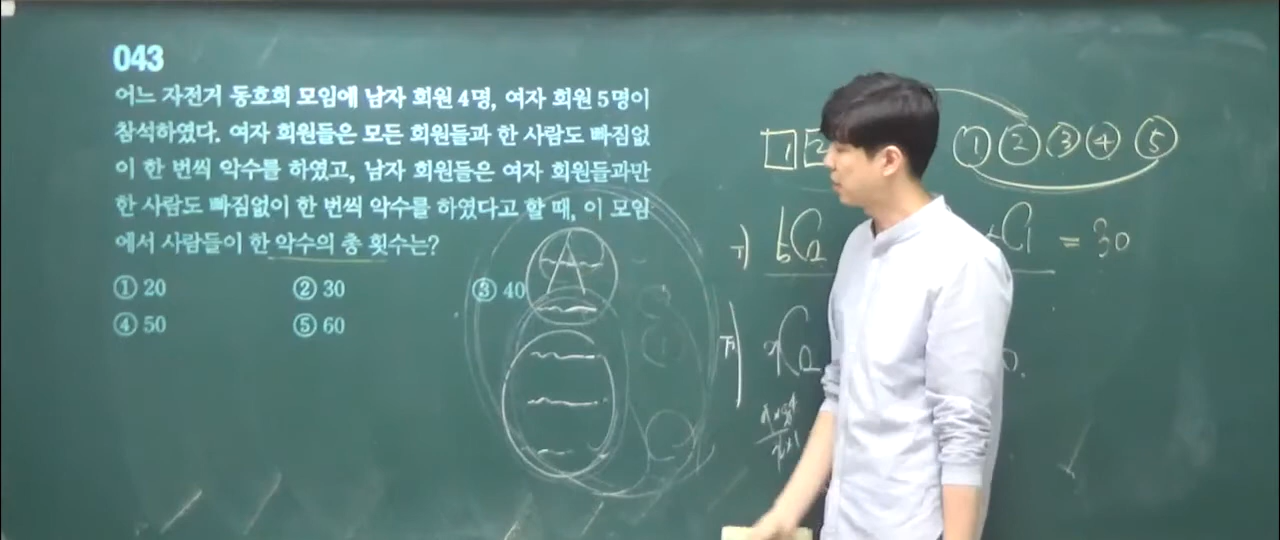 043
어느 자전거 동호회 모임에 남자 회원 4명, 여자 회원 5명이
참석하였다. 여자 회원들은 모든 회원들과 한 사람도 빠짐없
이 한 번씩 악수를 하였고, 남자 회원들은 여자 회원들과만
한 사람도 빠짐없이 한 번씩 악수를 하였다고 할 때, 이 모임
에서 사람들이 한 악수의 총 횟수는?
① 20 ② 30 ③ 40
④ 50 ⑤ 60
A
1 2 ① ② ③ ④ ⑤
= 30